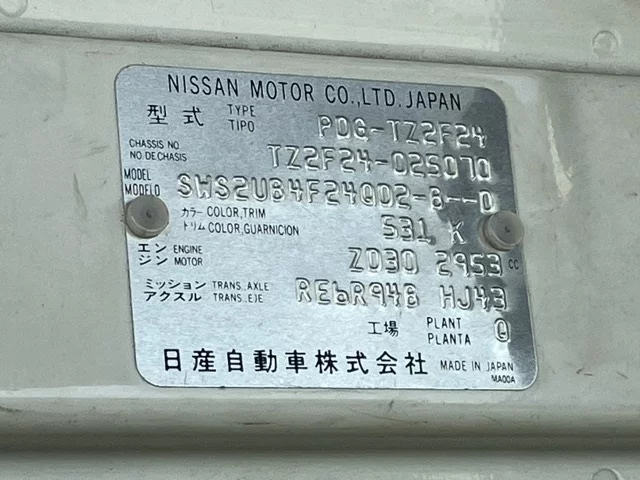 NISSAN MOTOR CO.,LTD. JAPAN
型式 TYPE TIPO PDG-TZ2F24
CHASSIS NO NO.DE.CHASIS TZ2F24-025070
MODEL MODELO SWS2UB4F24QD2-B--D
カラー COLOR,TRIM トリム COLOR,GUARNICION 531 K
エンジン ENGINE MOTOR ZD30 2953 CC
ミッション TRANS. AXLE アクスル TRANS. EJE RE6R94B HJ43
工場 PLANT PLANTA Q
日産自動車株式会社 MADE IN JAPAN
MA00A